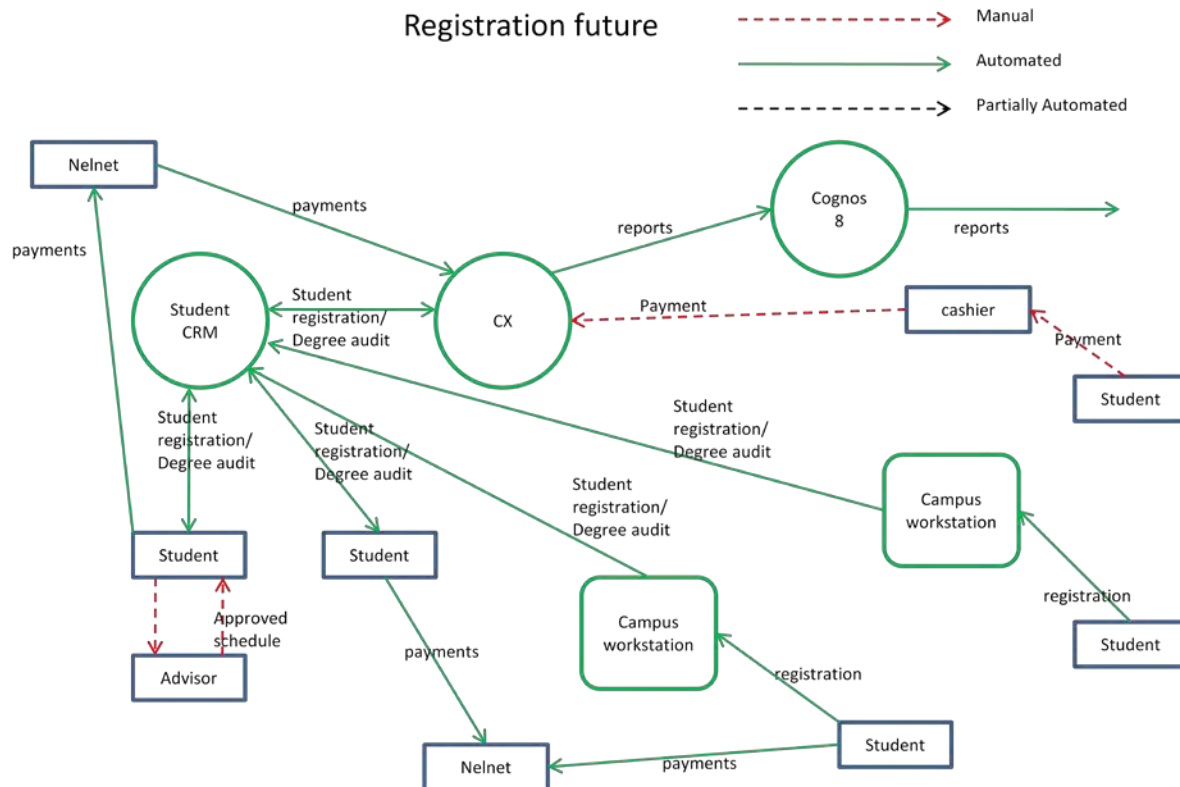 Registration future
Manual
Automated
Partially Automated
Nelnet
payments
payments
Cognos
8
reports
reports
Student
CRM
Student
registration/
Degree audit
CX
Payment
cashier
Payment
Student
Student
registration/
Degree audit
Student
registration/
Degree audit
Student
registration/
Degree audit
Student
registration/
Degree audit
Campus
workstation
Student
Student
registration
Approved
schedule
Campus
workstation
Student
Advisor
payments
registration
Student
Nelnet
payments